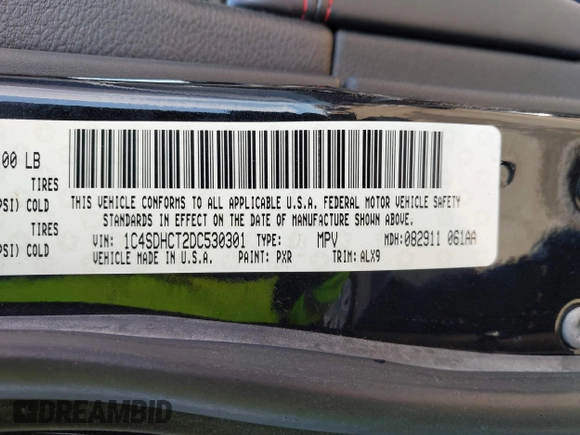 00 LB
TIRES
PSI) COLD
TIRES
PSI) COLD
THIS VEHICLE CONFORMS TO ALL APPLICABLE U.S.A. FEDERAL MOTOR VEHICLE SAFETY
STANDARDS IN EFFECT ON THE DATE OF MANUFACTURE SHOWN ABOVE.
VIN: 1C4SDHCT2DC530301 TYPE: MPV MDH: 082911 061AA
VEHICLE MADE IN U.S.A. PAINT: PXR TRIM: ALX9
DREAMBID